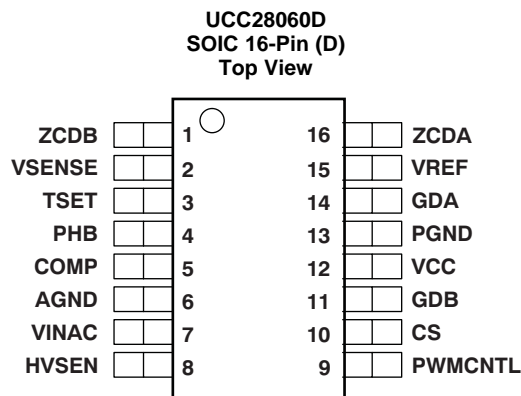 UCC28060D
SOIC 16-Pin (D)
Top View
ZCDB 1 16 ZCDA
VSENSE 2 15 VREF
TSET 3 14 GDA
PHB 4 13 PGND
COMP 5 12 VCC
AGND 6 11 GDB
VINAC 7 10 CS
HVSEN 8 9 PWMCNTL